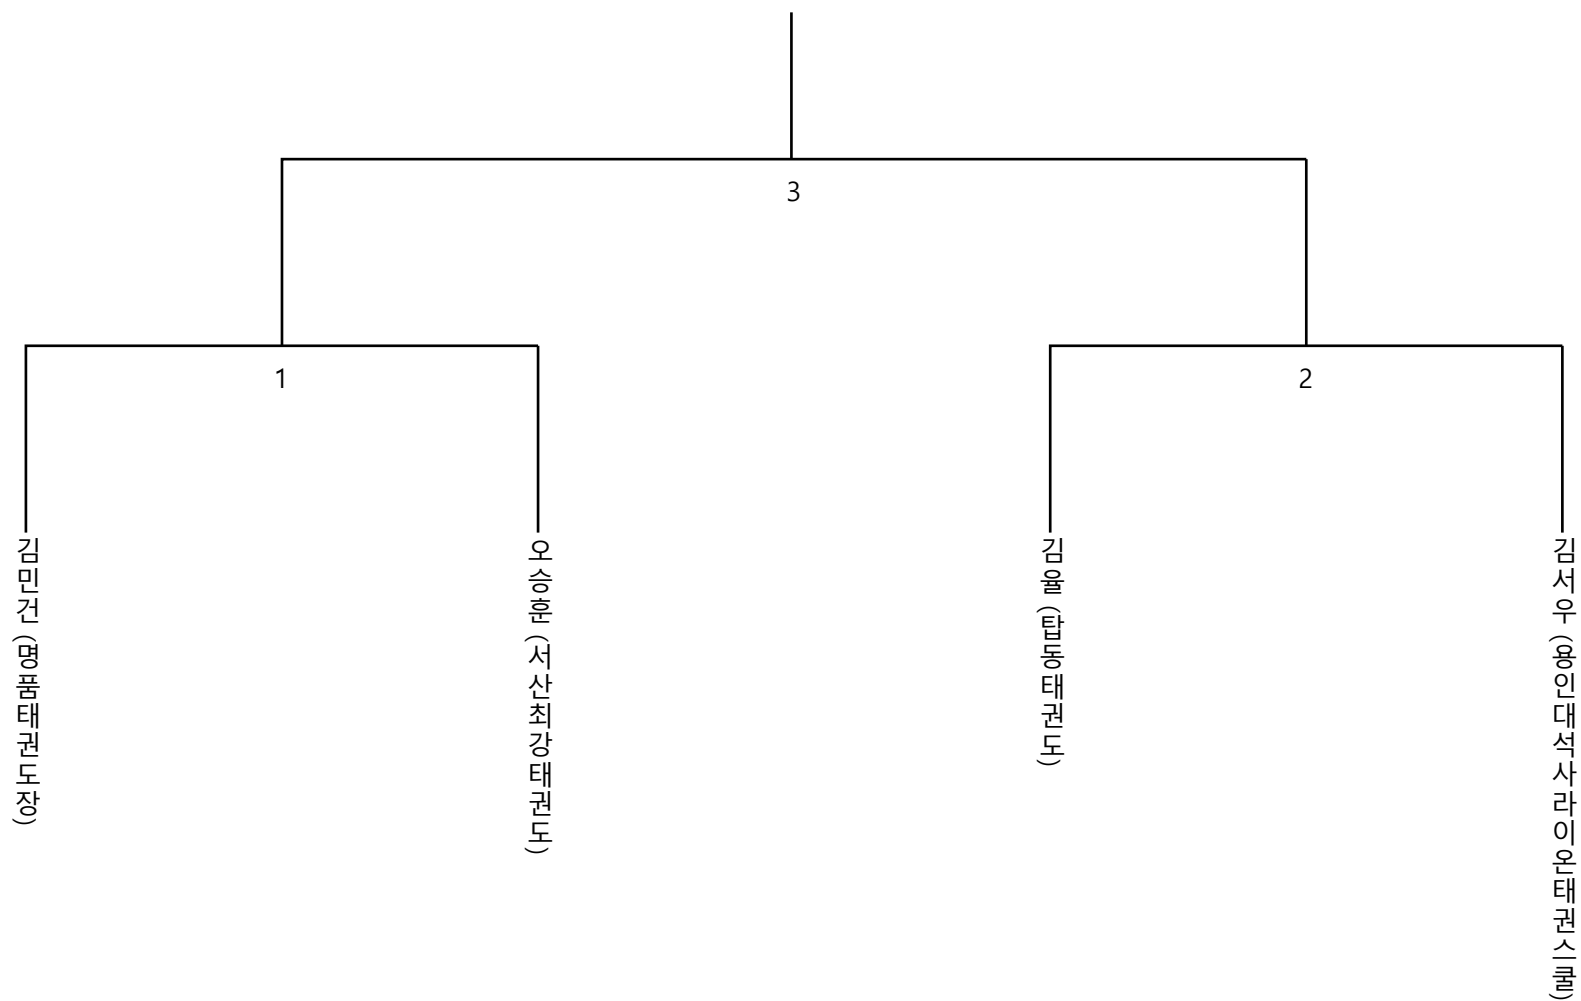 3
1
2
김민건 (명품태권도장)
오승훈 (서산최강태권도)
김율 (탑동태권도)
김서우 (용인대석사라이온태권스쿨)